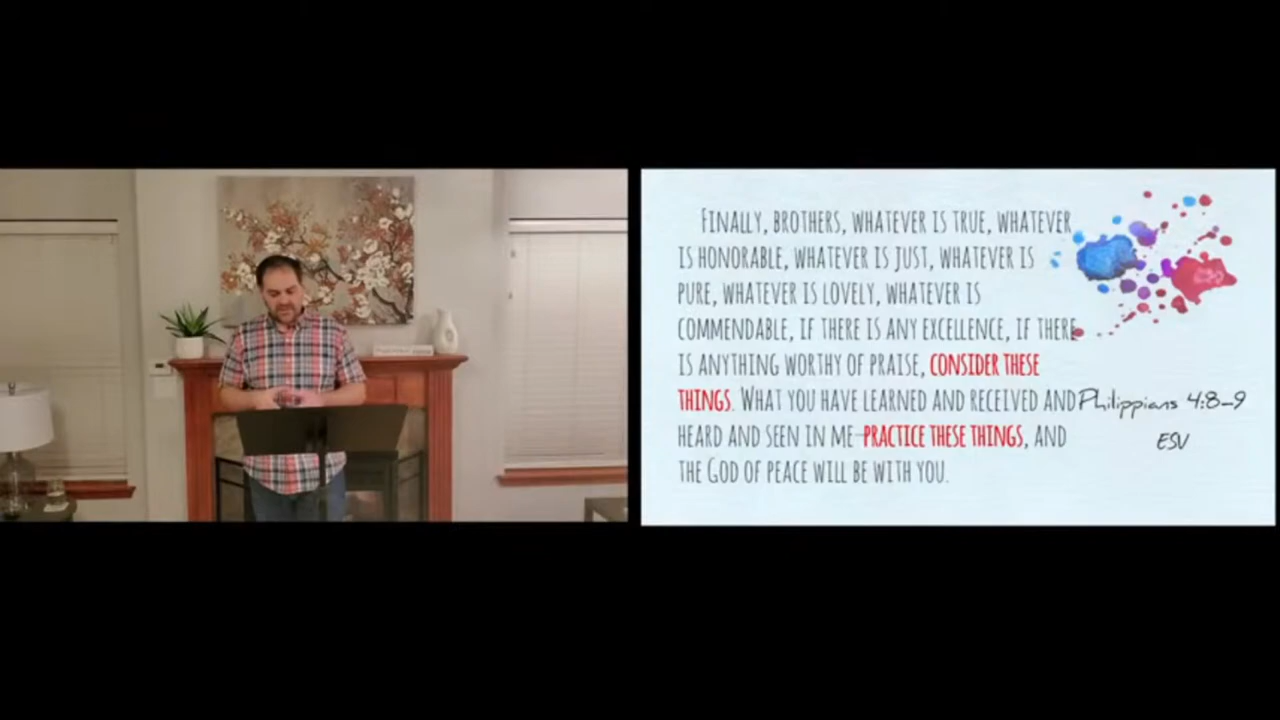 FINALLY, BROTHERS, WHATEVER IS TRUE, WHATEVER
IS HONORABLE, WHATEVER IS JUST, WHATEVER IS
PURE, WHATEVER IS LOVELY, WHATEVER IS
COMMENDABLE, IF THERE IS ANY EXCELLENCE, IF THERE
IS ANYTHING WORTHY OF PRAISE, CONSIDER THESE
THINGS. WHAT YOU HAVE LEARNED AND RECEIVED AND
HEARD AND SEEN IN ME—PRACTICE THESE THINGS, AND
THE GOD OF PEACE WILL BE WITH YOU.
Philippians 4:8-9
ESV